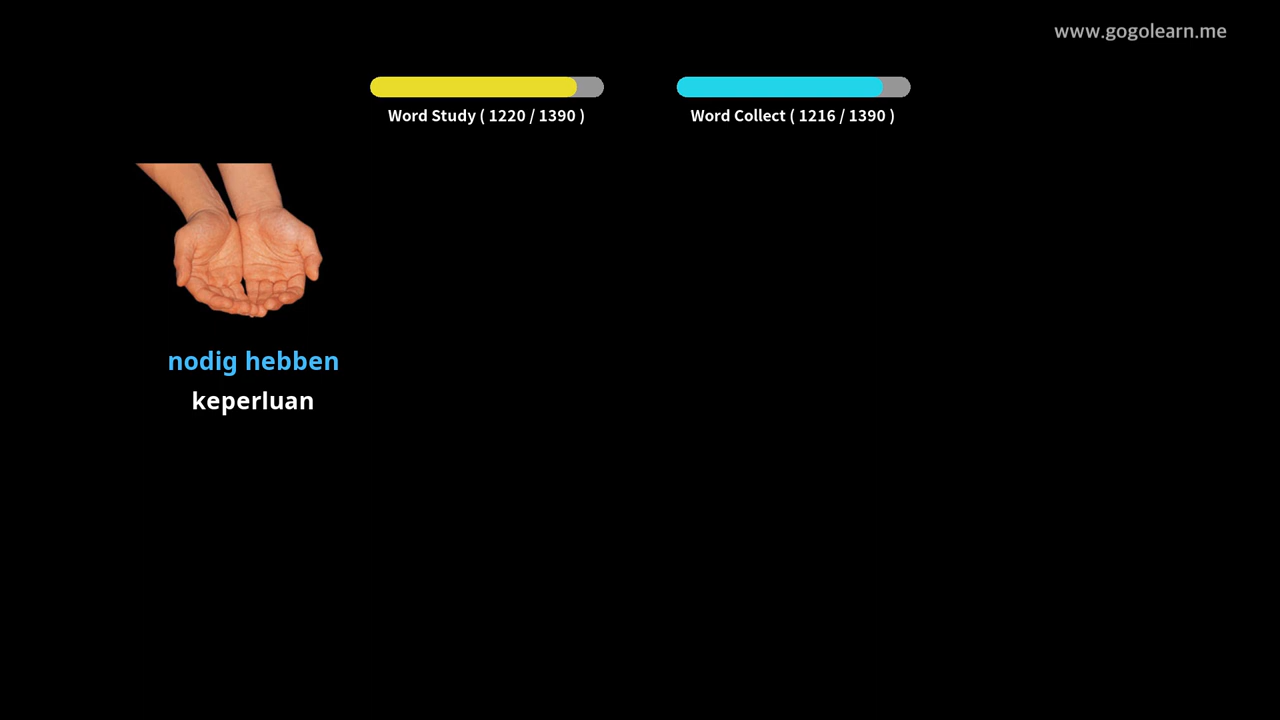 www.gogolearn.me
Word Study ( 1220 / 1390 )
Word Collect ( 1216 / 1390 )
nodig hebben
keperluan